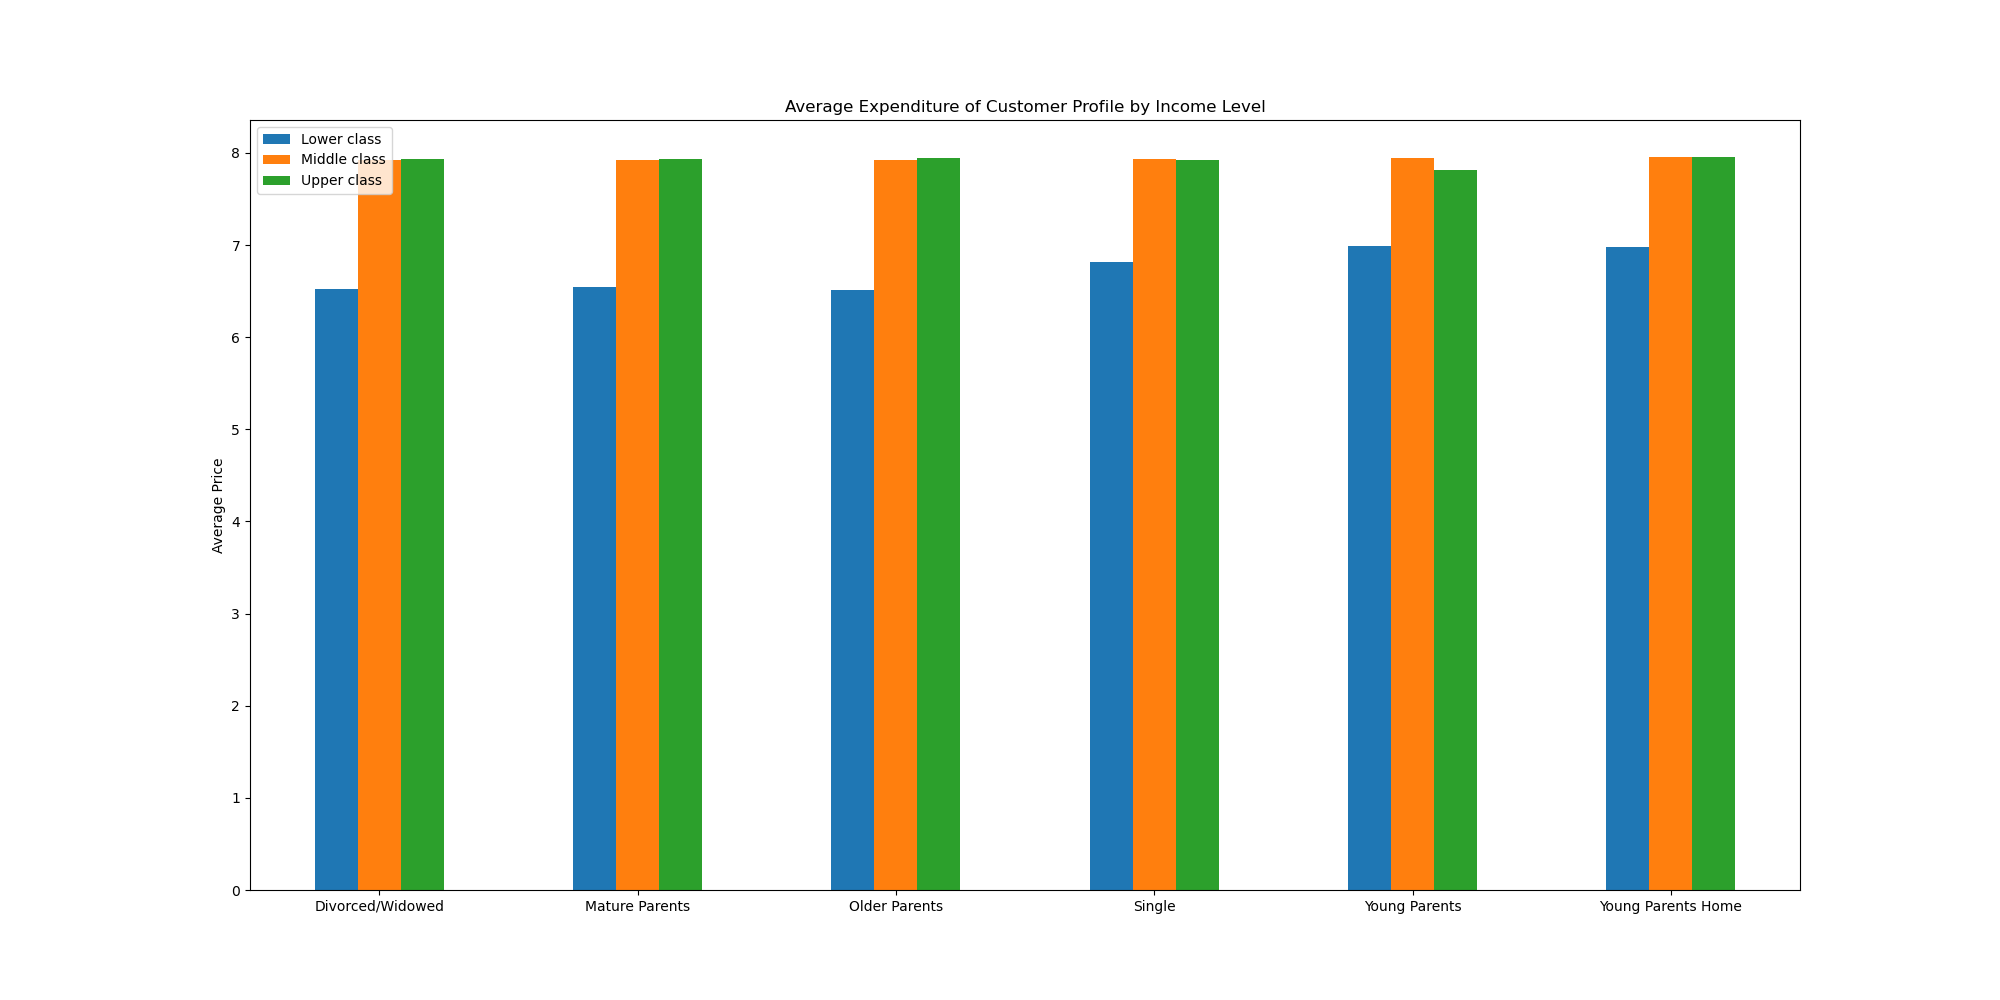 Average Expenditure of Customer Profile by Income Level
Lower class
Middle class
Upper class
8
7
6
5
4
3
2
1
0
Average Price
Divorced/Widowed
Mature Parents
Older Parents
Single
Young Parents
Young Parents Home